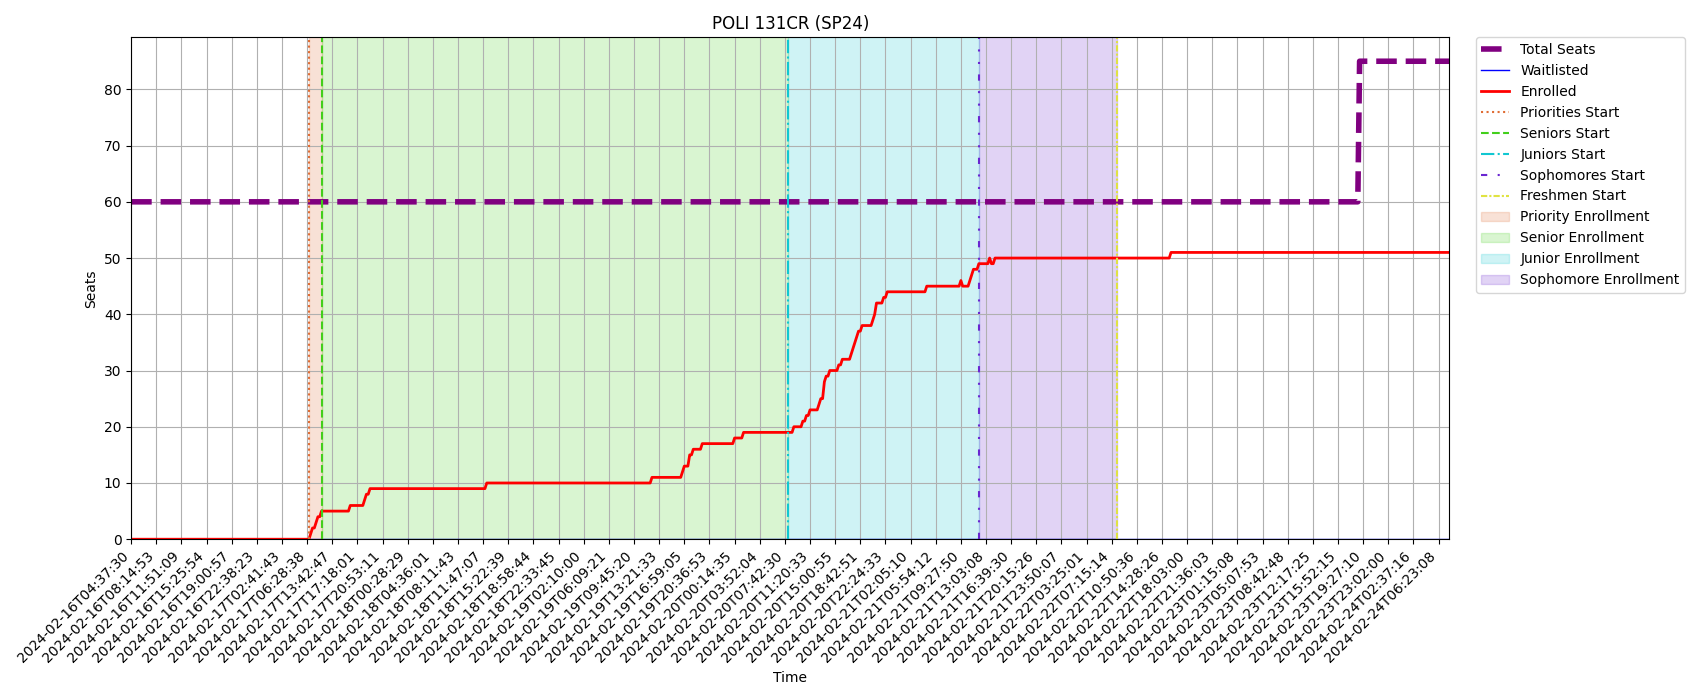 POLI 131CR (SP24)
Seats
80
70
60
50
40
30
20
10
0
2024-02-16T04:37:30
2024-02-16T08:14:53
2024-02-16T11:51:09
2024-02-16T15:25:54
2024-02-16T19:00:57
2024-02-16T22:38:23
2024-02-17T02:41:43
2024-02-17T06:28:38
2024-02-17T13:42:47
2024-02-17T17:18:01
2024-02-17T20:53:11
2024-02-18T00:28:29
2024-02-18T04:36:01
2024-02-18T08:11:43
2024-02-18T11:47:07
2024-02-18T15:22:39
2024-02-18T18:58:44
2024-02-18T22:33:45
2024-02-19T02:10:00
2024-02-19T06:09:21
2024-02-19T09:45:20
2024-02-19T13:21:33
2024-02-19T16:59:05
2024-02-19T20:36:53
2024-02-20T00:14:35
2024-02-20T03:52:04
2024-02-20T07:42:30
2024-02-20T11:20:33
2024-02-20T15:00:55
2024-02-20T18:42:51
2024-02-20T22:24:33
2024-02-21T02:05:10
2024-02-21T05:54:12
2024-02-21T09:27:50
2024-02-21T13:03:08
2024-02-21T16:39:30
2024-02-21T20:15:26
2024-02-21T23:50:07
2024-02-22T03:25:01
2024-02-22T07:15:14
2024-02-22T10:50:36
2024-02-22T14:28:26
2024-02-22T18:03:00
2024-02-22T21:36:03
2024-02-23T01:15:08
2024-02-23T05:07:53
2024-02-23T08:42:48
2024-02-23T12:17:25
2024-02-23T15:52:15
2024-02-23T19:27:10
2024-02-23T23:02:00
2024-02-24T02:37:16
2024-02-24T06:23:08
Time
Total Seats
Waitlisted
Enrolled
Priorities Start
Seniors Start
Juniors Start
Sophomores Start
Freshmen Start
Priority Enrollment
Senior Enrollment
Junior Enrollment
Sophomore Enrollment